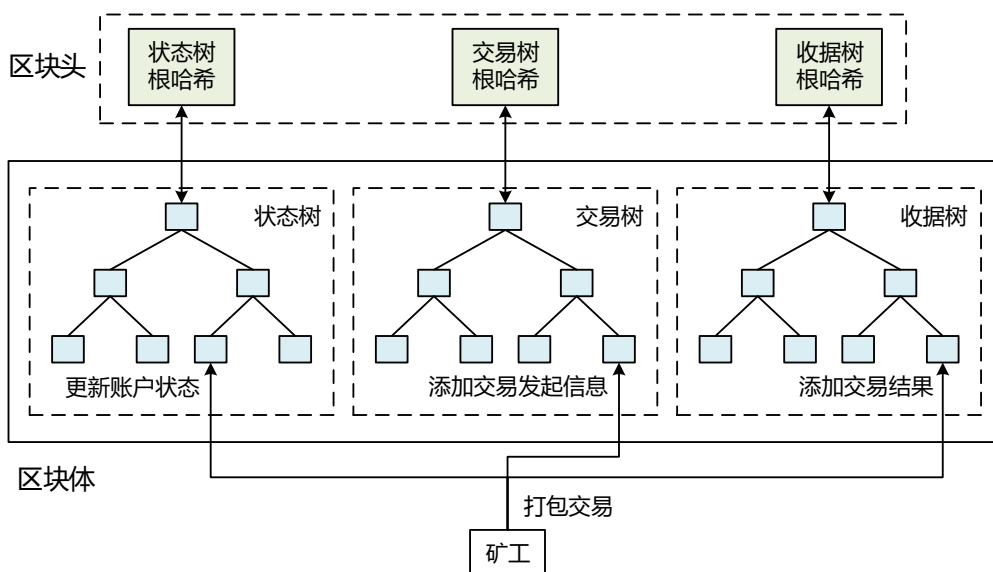 区块头
状态树
根哈希
交易树
根哈希
收据树
根哈希
状态树
交易树
收据树
更新账户状态
添加交易发起信息
添加交易结果
区块体
打包交易
矿工